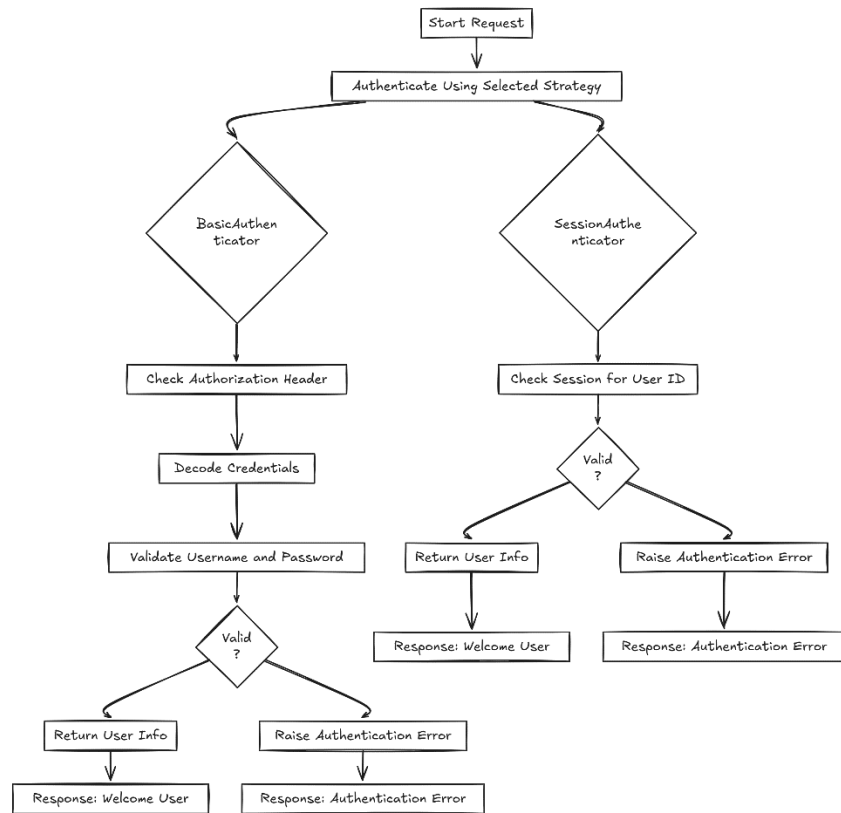 Start Request
Authenticate Using Selected Strategy
BasicAuthen
ticator
SessionAuthe
nticator
Check Authorization Header
Check Session for User ID
Decode Credentials
Valid
?
Validate Username and Password
Return User Info
Raise Authentication Error
Valid
?
Response: Welcome User
Response: Authentication Error
Return User Info
Raise Authentication Error
Response: Welcome User
Response: Authentication Error